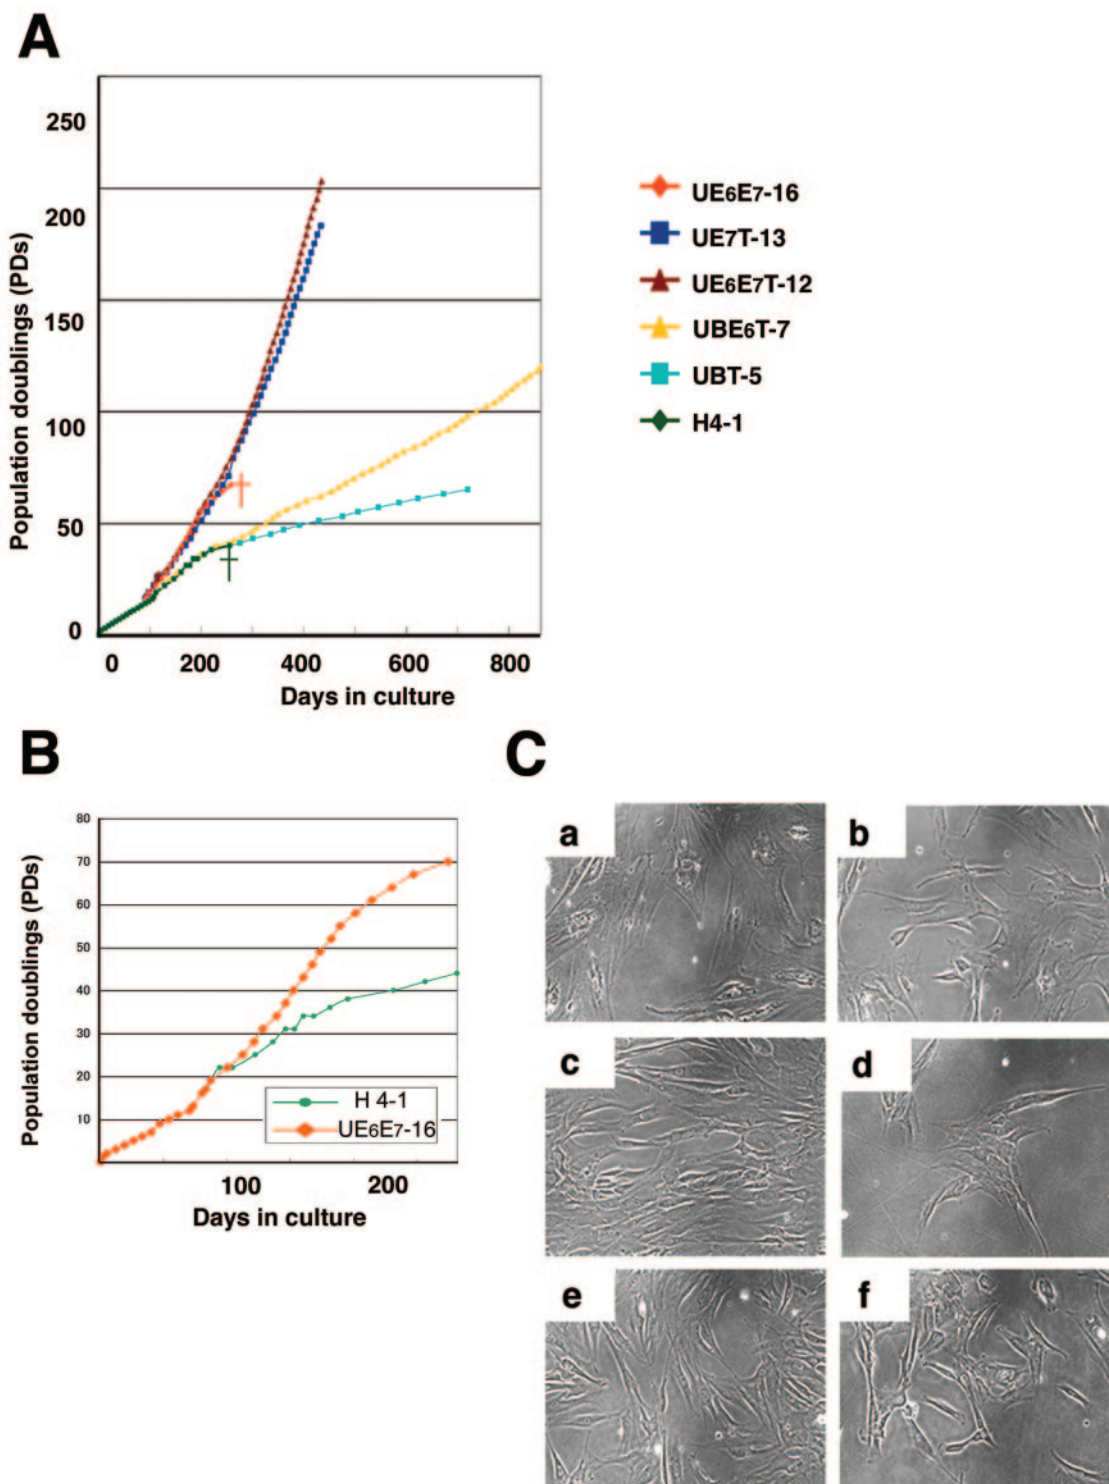 A
250
200
150
100
50
0
Population doublings (PDs)
0 200 400 600 800
Days in culture
UE6E7-16
UE7T-13
UE6E7T-12
UBE6T-7
UBT-5
H4-1
B
80
70
60
50
40
30
20
10
Population doublings (PDs)
H 4-1
UE6E7-16
100 200
Days in culture
C
a
b
c
d
e
f